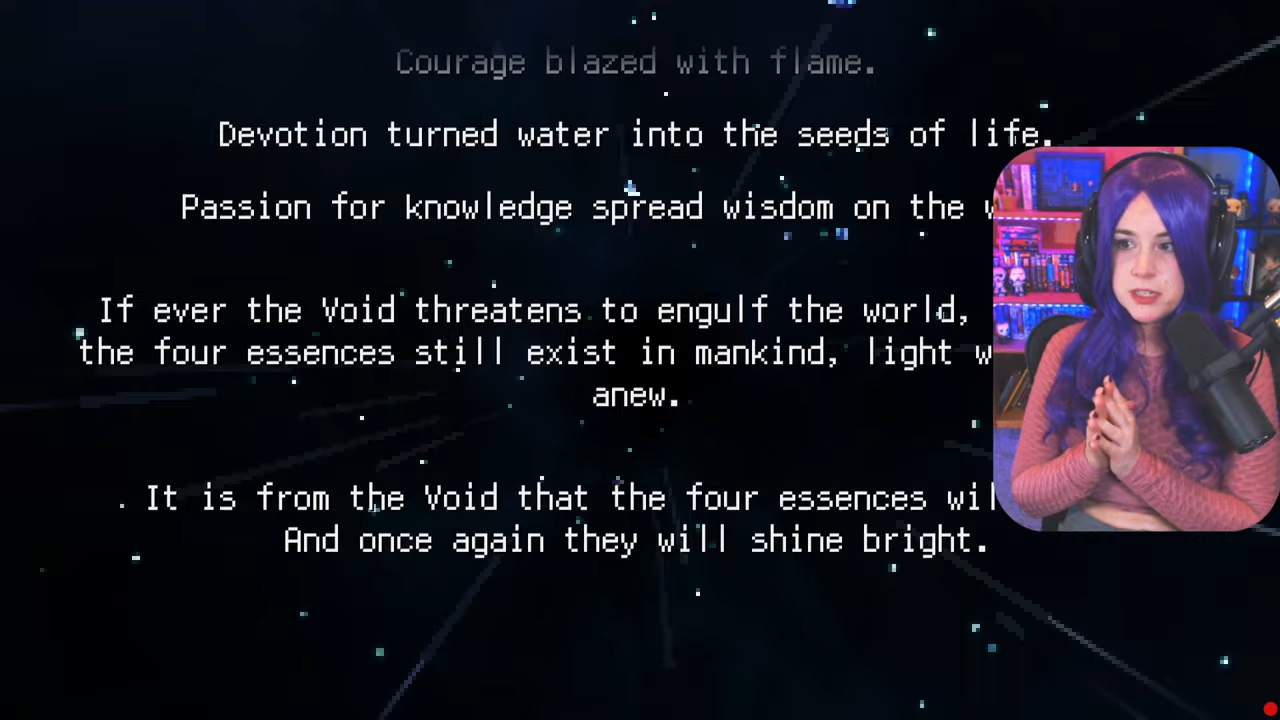 Courage blazed with flame.
Devotion turned water into the seeds of life.
Passion for knowledge spread wisdom on the
If ever the Void threatens to engulf the world,
the four essences still exist in mankind, light
anew.
It is from the Void that the four essences
And once again they will shine bright.